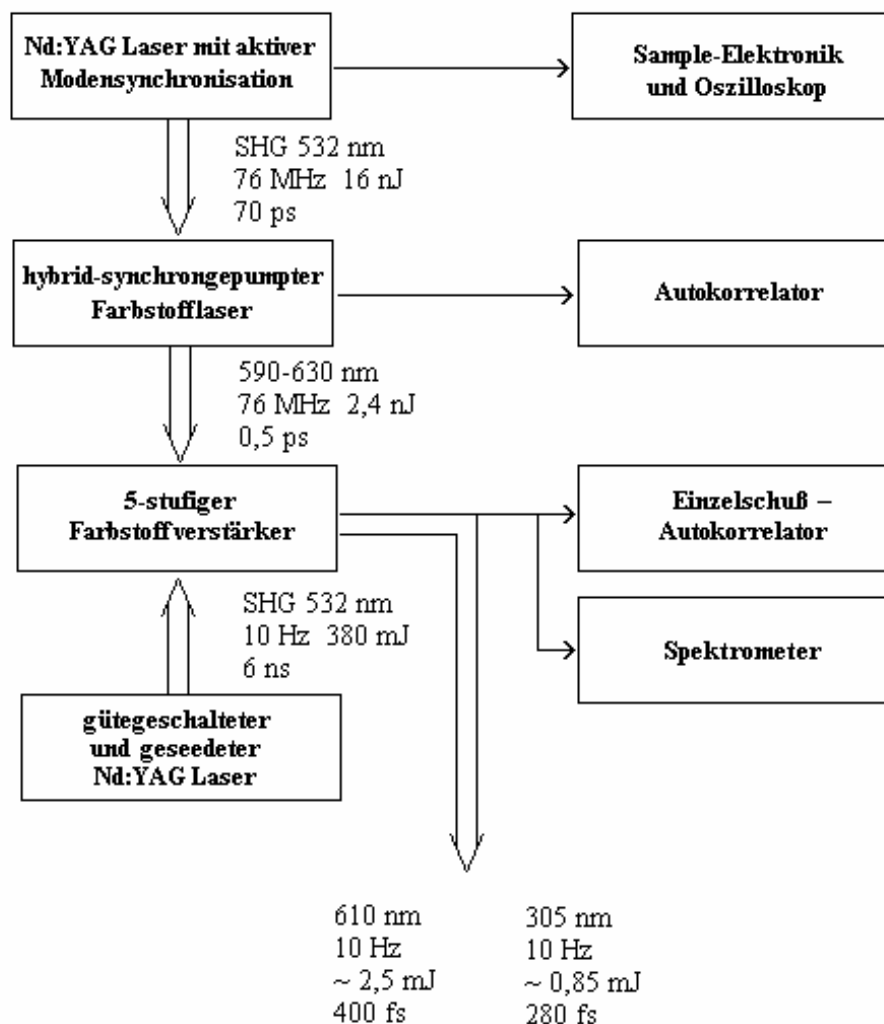 Nd:YAG Laser mit aktiver
Modensynchronisation
Sample-Elektronik
und Oszilloskop
SHG 532 nm
76 MHz 16 nJ
70 ps
hybrid-synchrongepumpter
Farbstofflaser
Autokorrelator
590-630 nm
76 MHz 2,4 nJ
0,5 ps
5-stufiger
Farbstoffverstärker
Einzelschuß –
Autokorrelator
SHG 532 nm
10 Hz 380 mJ
6 ns
Spektrometer
gütegeschalteter
und geseedeter
Nd:YAG Laser
610 nm
10 Hz
~ 2,5 mJ
400 fs
305 nm
10 Hz
~ 0,85 mJ
280 fs